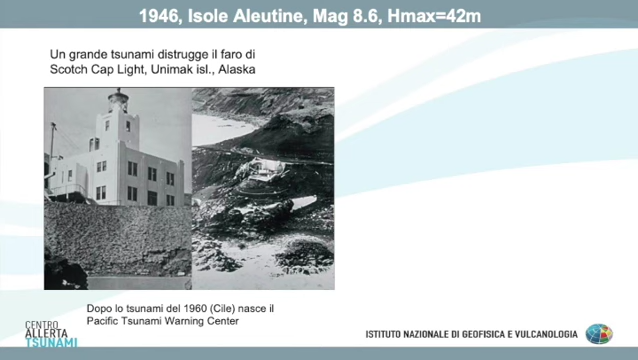 1946, Isole Aleutine, Mag 8.6, Hmax=42m
Un grande tsunami distrugge il faro di
Scotch Cap Light, Unimak isl., Alaska
Dopo lo tsunami del 1960 (Cile) nasce il
Pacific Tsunami Warning Center
CENTRO
ALLERTA
TSUNAMI
ISTITUTO NAZIONALE DI GEOFISICA E VULCANOLOGIA